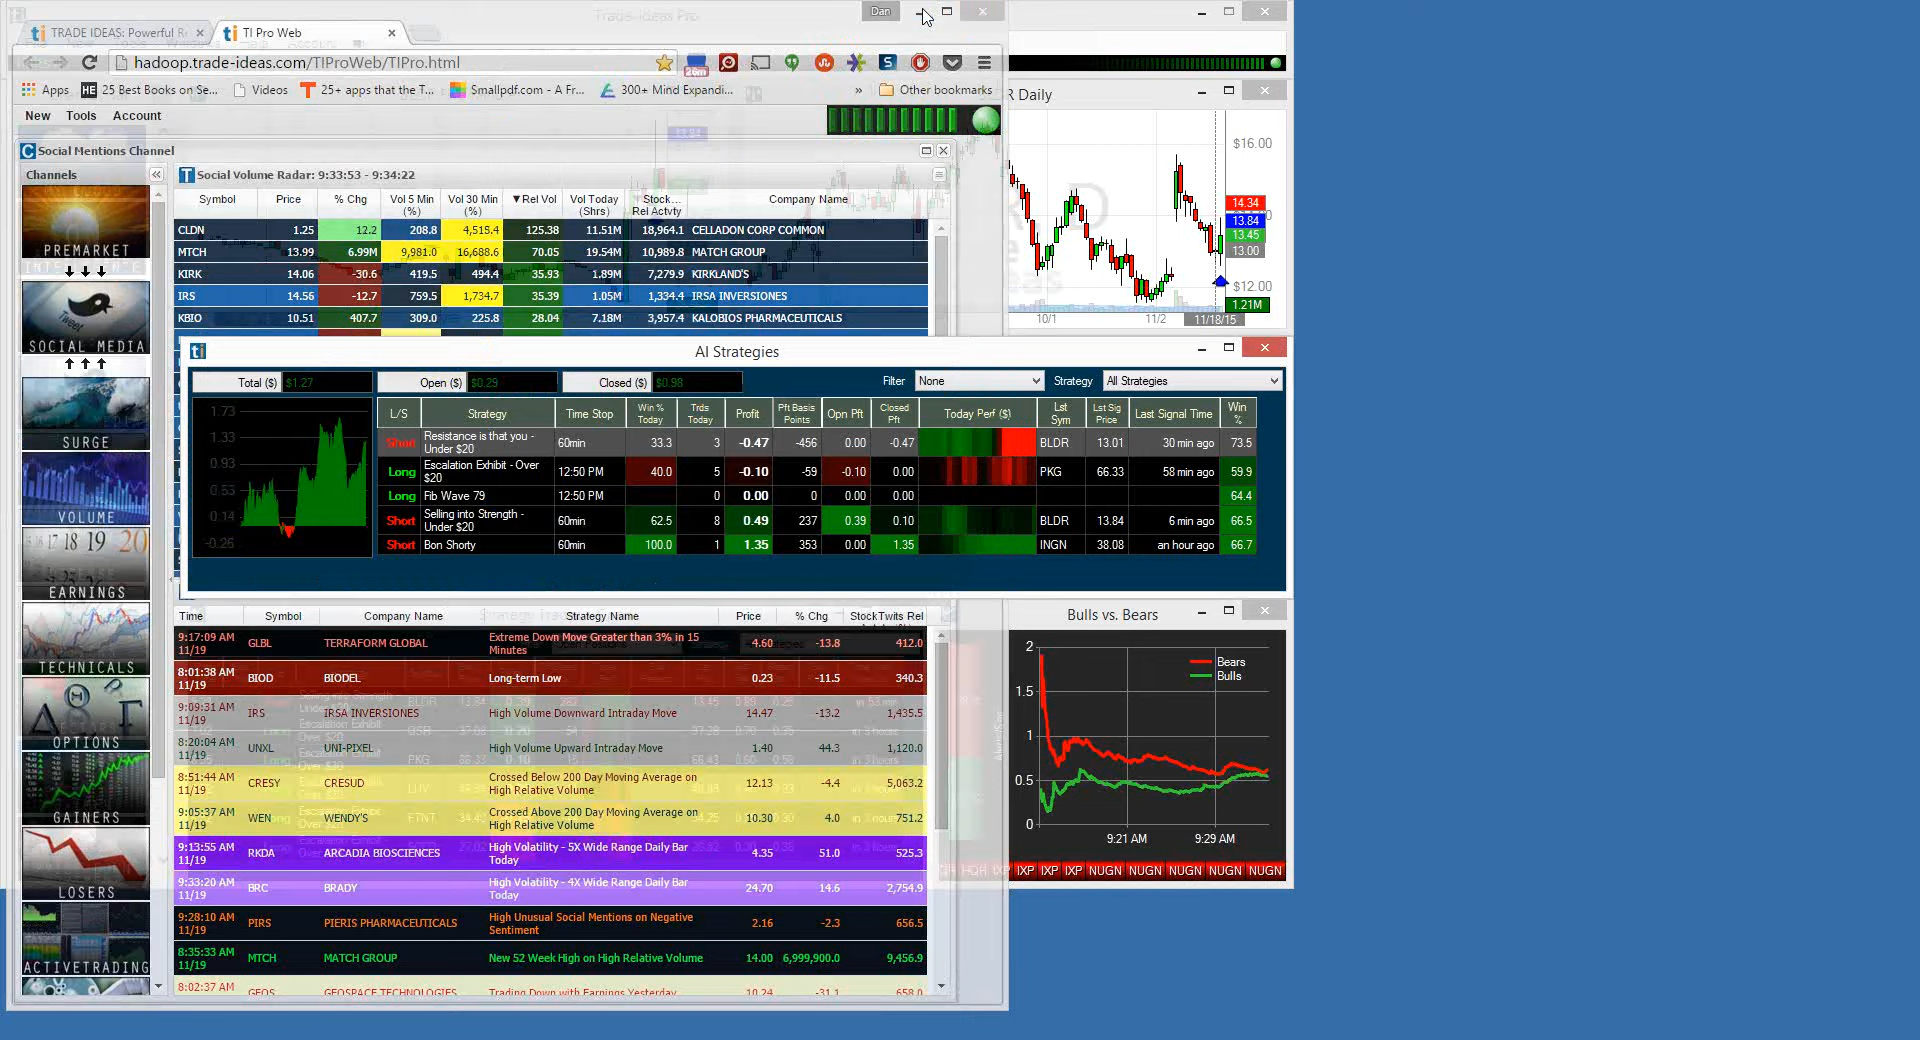 Trade-Ideas Pro
Dan
TRADE IDEAS: Powerful R
TI Pro Web
hadoop.trade-ideas.com/TIProWeb/TIPro.html
26m
Apps
25 Best Books on Se...
Videos
25+ apps that the T...
Smallpdf.com - A Fr...
300+ Mind Expandi...
»
Other bookmarks
New Tools Account
Social Mentions Channel
Channels
PREMARKET
Tweet
SOCIAL MEDIA
SURGE
VOLUME
17 18 19 20
EARNINGS
TECHNICALS
OPTIONS
GAINERS
LOSERS
ACTIVETRADING
Social Volume Radar: 9:33:53 - 9:34:22
Symbol Price % Chg Vol 5 Min (%) Vol 30 Min (%) ▼Rel Vol Vol Today (Shrs) Stock... Rel Actvty Company Name
CLDN 1.25 12.2 208.8 4,518.4 125.38 11.51M 18,964.1 CELLADON CORP COMMON
MTCH 13.99 6.99M 9,981.0 16,688.6 70.05 19.54M 10,989.8 MATCH GROUP
KIRK 14.06 -30.6 419.5 494.4 35.93 1.89M 7,279.9 KIRKLAND'S
IRS 14.56 -12.7 759.5 1,734.7 35.39 1.05M 1,334.4 IRSA INVERSIONES
KBIO 10.51 407.7 309.0 225.8 28.04 7.18M 3,957.4 KALOBIOS PHARMACEUTICALS
R Daily
$16.00
14.34
13.84
13.45
13.00
$12.00
1.21M
10/1 11/2 11/18/15
AI Strategies
Total ($) $1.27 Open ($) $0.29 Closed ($) $0.98 Filter None Strategy All Strategies
1.73
1.33
0.93
0.53
0.14
-0.26
L/S Strategy Time Stop Win % Today Trds Today Profit Pft Basis Points Opn Pft Closed Pft Today Perf ($) Lst Sym Lst Sig Price Last Signal Time Win %
Short Resistance is that you - Under $20 60min 33.3 3 -0.47 -456 0.00 -0.47 BLDR 13.01 30 min ago 73.5
Long Escalation Exhibit - Over $20 12:50 PM 40.0 5 -0.10 -59 -0.10 0.00 PKG 66.33 58 min ago 59.9
Long Fib Wave 79 12:50 PM 0 0.00 0 0.00 0.00 64.4
Short Selling into Strength - Under $20 60min 62.5 8 0.49 237 0.39 0.10 BLDR 13.84 6 min ago 66.5
Short Bon Shorty 60min 100.0 1 1.35 353 0.00 1.35 INGN 38.08 an hour ago 66.7
Time Symbol Company Name Strategy Name Price % Chg StockTwits Rel
9:17:09 AM 11/19 GLBL TERRAFORM GLOBAL Extreme Down Move Greater than 3% in 15 Minutes 4.60 -13.8 412.0
8:01:38 AM 11/19 BIOD BIODEL Long-term Low 0.23 -11.5 340.3
9:09:31 AM 11/19 IRS IRSA INVERSIONES High Volume Downward Intraday Move 14.47 -13.2 1,435.5
8:20:04 AM 11/19 UNXL UNI-PIXEL High Volume Upward Intraday Move 1.40 44.3 1,120.0
8:51:44 AM 11/19 CRESY CRESUD Crossed Below 200 Day Moving Average on High Relative Volume 12.13 -4.4 5,063.2
9:05:37 AM 11/19 WEN WENDY'S Crossed Above 200 Day Moving Average on High Relative Volume 10.30 4.0 751.2
9:13:55 AM 11/19 RKDA ARCADIA BIOSCIENCES High Volatility - 5X Wide Range Daily Bar Today 4.35 51.0 525.3
9:33:20 AM 11/19 BRC BRADY High Volatility - 4X Wide Range Daily Bar Today 24.70 14.6 2,754.9
9:28:10 AM 11/19 PIRS PIERIS PHARMACEUTICALS High Unusual Social Mentions on Negative Sentiment 2.16 -2.3 656.5
8:35:33 AM 11/19 MTCH MATCH GROUP New 52 Week High on High Relative Volume 14.00 6,999,900.0 9,456.9
8:02:37 AM GEOS GEOSPACE TECHNOLOGIES Trading Down with Earnings Yesterday 10.24 -31.1 658.0
Bulls vs. Bears
2
1.5
1
0.5
0
Bears
Bulls
9:21 AM 9:29 AM
IXP IXP IXP NUGN NUGN NUGN NUGN NUGN